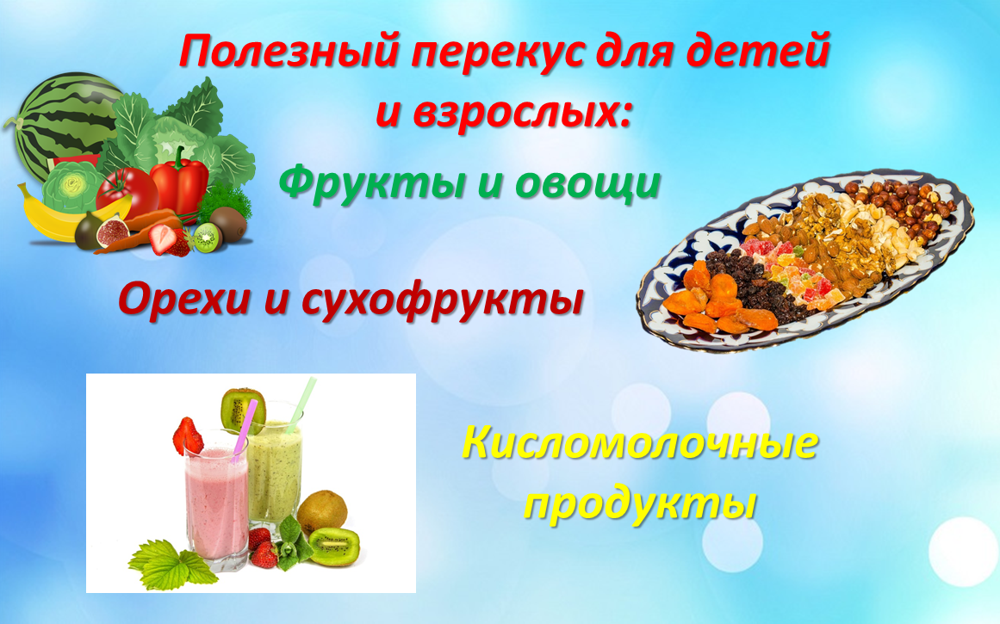 Полезный перекус для детей
и взрослых:
Фрукты и овощи
Орехи и сухофрукты
Кисломолочные
продукты